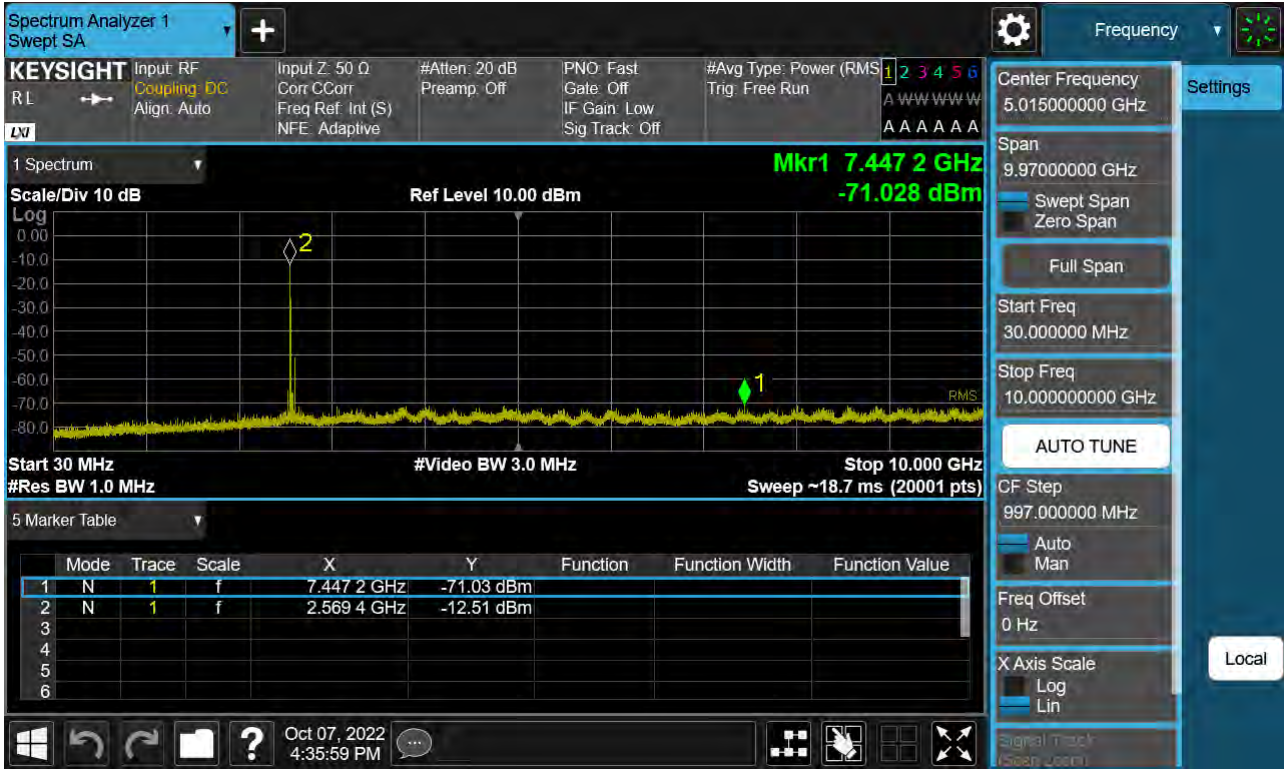 Spectrum Analyzer 1
Swept SA
+
Frequency
KEYSIGHT
RL
LXI
Input: RF
Coupling: DC
Align: Auto
Input Z: 50 Ω
Corr CCorr
Freq Ref: Int (S)
NFE: Adaptive
#Atten: 20 dB
Preamp: Off
PNO: Fast
Gate: Off
IF Gain: Low
Sig Track: Off
#Avg Type: Power (RMS
Trig: Free Run
1 2 3 4 5 6
A W W W W W
A A A A A A
1 Spectrum
Mkr1 7.447 2 GHz
Scale/Div 10 dB
Ref Level 10.00 dBm
-71.028 dBm
Log
0.00
-10.0
-20.0
-30.0
-40.0
-50.0
-60.0
-70.0
-80.0
2
1
RMS
Start 30 MHz
#Video BW 3.0 MHz
Stop 10.000 GHz
#Res BW 1.0 MHz
Sweep ~18.7 ms (20001 pts)
5 Marker Table
Mode Trace Scale X Y Function Function Width Function Value
1 N 1 f 7.447 2 GHz -71.03 dBm
2 N 1 f 2.569 4 GHz -12.51 dBm
3
4
5
6
?
Oct 07, 2022
4:35:59 PM
Center Frequency
5.015000000 GHz
Span
9.97000000 GHz
Swept Span
Zero Span
Full Span
Start Freq
30.000000 MHz
Stop Freq
10.000000000 GHz
AUTO TUNE
CF Step
997.000000 MHz
Auto
Man
Freq Offset
0 Hz
X Axis Scale
Log
Lin
Signal Track
(Span Zoom)
Settings
Local